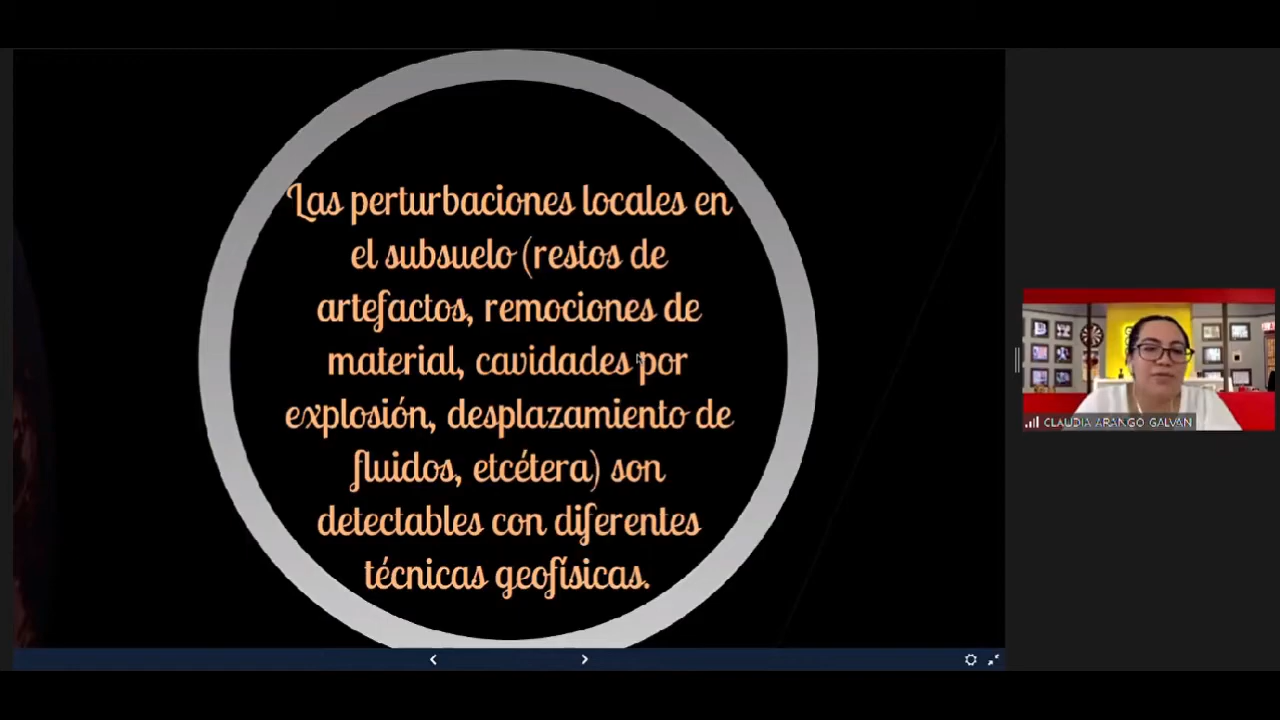 Las perturbaciones locales en
el subsuelo (restos de
artefactos, remociones de
material, cavidades por
explosión, desplazamiento de
fluidos, etcétera) son
detectables con diferentes
técnicas geofísicas.
CLAUDIA ARANGO GALVAN